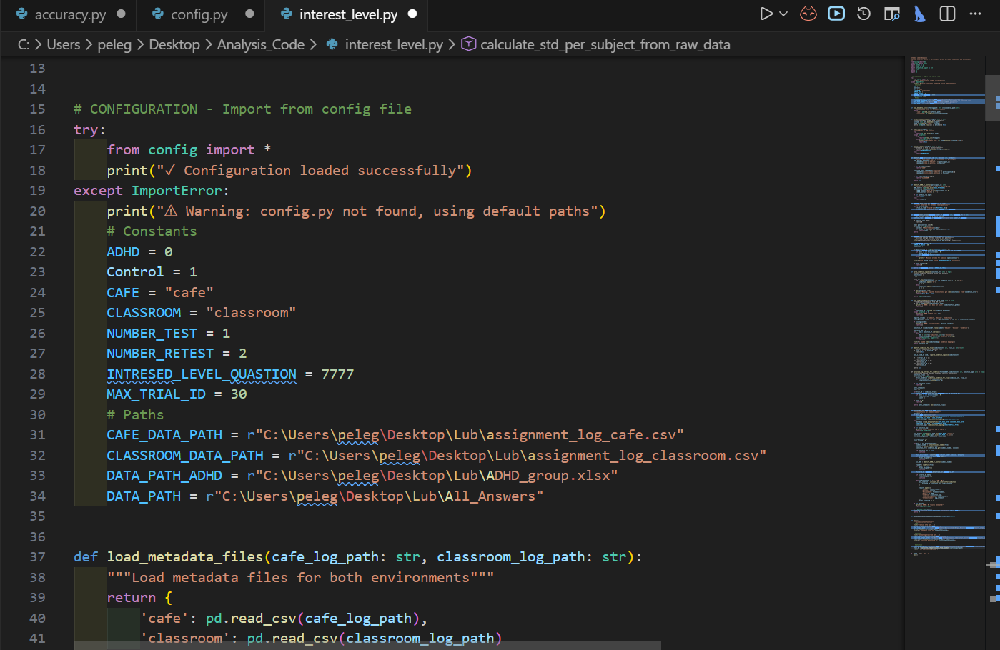 accuracy.py
config.py
interest_level.py
C: > Users > peleg > Desktop > Analysis_Code > interest_level.py > calculate_std_per_subject_from_raw_data
13
14
15 # CONFIGURATION - Import from config file
16 try:
17     from config import *
18     print("✓ Configuration loaded successfully")
19 except ImportError:
20     print("⚠ Warning: config.py not found, using default paths")
21     # Constants
22     ADHD = 0
23     Control = 1
24     CAFE = "cafe"
25     CLASSROOM = "classroom"
26     NUMBER_TEST = 1
27     NUMBER_RETEST = 2
28     INTRESED_LEVEL_QUASTION = 7777
29     MAX_TRIAL_ID = 30
30     # Paths
31     CAFE_DATA_PATH = r"C:\Users\peleg\Desktop\Lub\assignment_log_cafe.csv"
32     CLASSROOM_DATA_PATH = r"C:\Users\peleg\Desktop\Lub\assignment_log_classroom.csv"
33     DATA_PATH_ADHD = r"C:\Users\peleg\Desktop\Lub\ADHD_group.xlsx"
34     DATA_PATH = r"C:\Users\peleg\Desktop\Lub\All_Answers"
35
36
37 def load_metadata_files(cafe_log_path: str, classroom_log_path: str):
38     """Load metadata files for both environments"""
39     return {
40         'cafe': pd.read_csv(cafe_log_path),
41         'classroom': pd.read_csv(classroom_log_path)